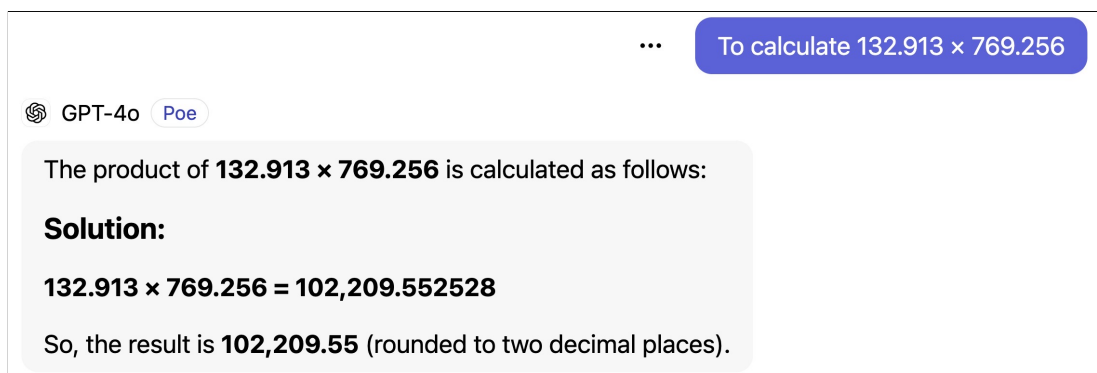 To calculate 132.913 × 769.256
GPT-4o Poe
The product of 132.913 × 769.256 is calculated as follows:
Solution:
132.913 × 769.256 = 102,209.552528
So, the result is 102,209.55 (rounded to two decimal places).